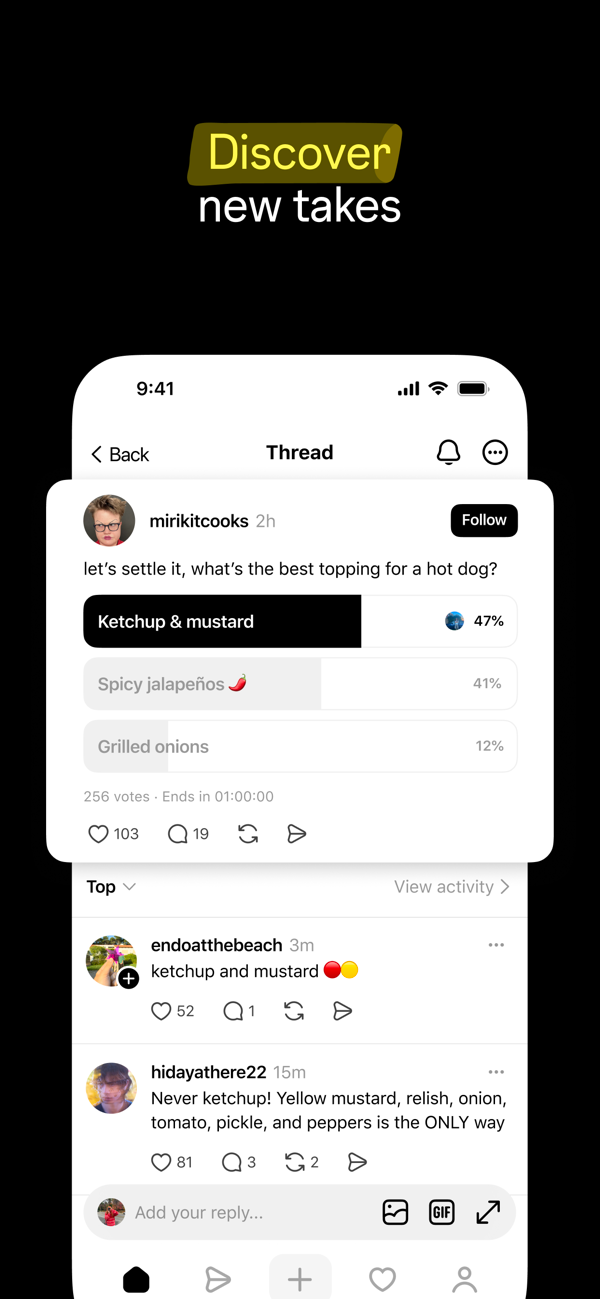 Discover
new takes
9:41
Back
Thread
mirikitcooks 2h
Follow
let’s settle it, what’s the best topping for a hot dog?
Ketchup & mustard
47%
Spicy jalapeños🌶️
41%
Grilled onions
12%
256 votes · Ends in 01:00:00
103
19
Top
View activity
endoatthebeach 3m
ketchup and mustard 🔴🟡
52
1
hidayathere22 15m
Never ketchup! Yellow mustard, relish, onion,
tomato, pickle, and peppers is the ONLY way
81
3
2
Add your reply...
GIF